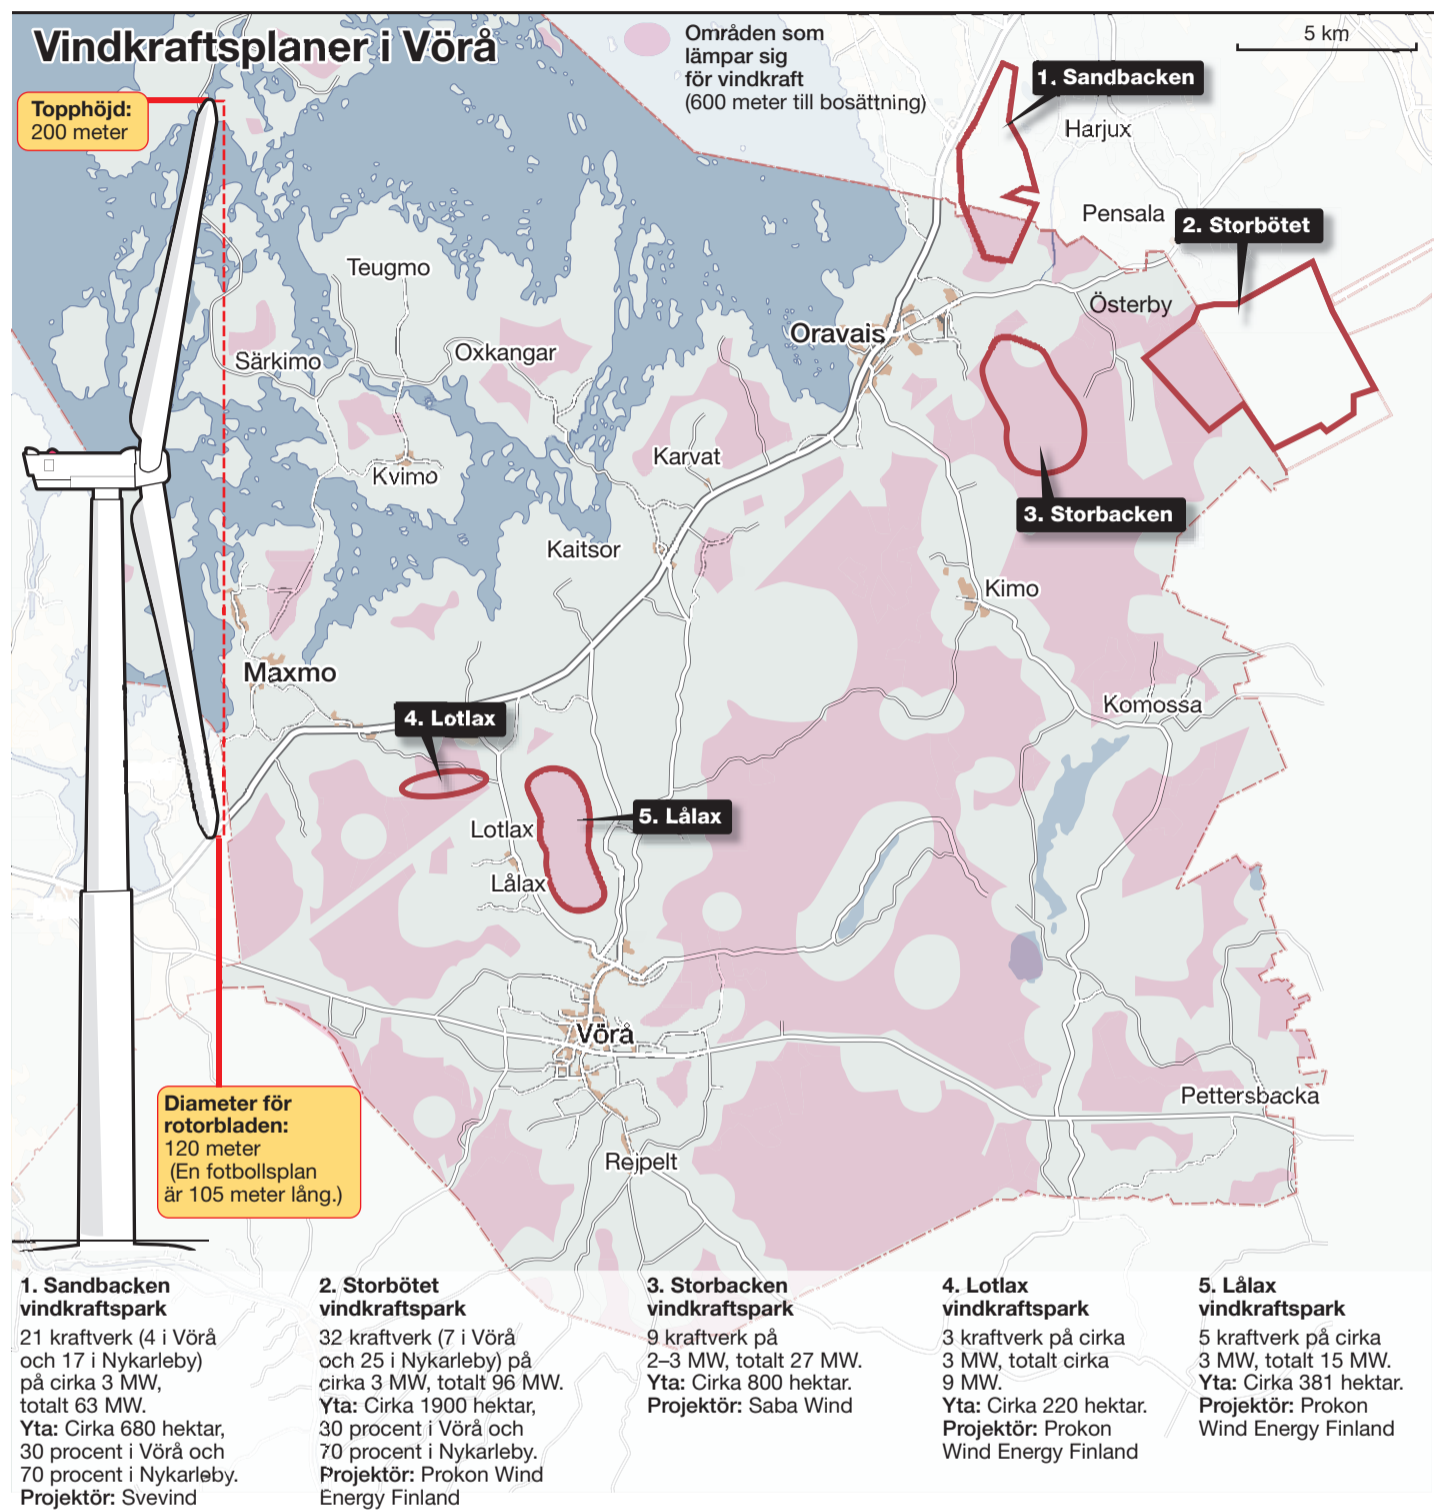 Vindkraftsplaner i Vörå
Områden som
lämpar sig
för vindkraft
(600 meter till bosättning)
5 km
Topphöjd:
200 meter
1. Sandbacken
Harjux
Pensala
2. Storbötet
Teugmo
Österby
Oravais
Särkimo
Oxkangar
Karvat
Kvimo
3. Storbacken
Kaitsor
Kimo
Maxmo
Komossa
4. Lotlax
5. Lålax
Lotlax
Lålax
Vörå
Pettersbacka
Rejpelt
Diameter för
rotorbladen:
120 meter
(En fotbollsplan
är 105 meter lång.)
1. Sandbacken
vindkraftspark
21 kraftverk (4 i Vörå
och 17 i Nykarleby)
på cirka 3 MW,
totalt 63 MW.
Yta: Cirka 680 hektar,
30 procent i Vörå och
70 procent i Nykarleby.
Projektör: Svevind
2. Storbötet
vindkraftspark
32 kraftverk (7 i Vörå
och 25 i Nykarleby) på
cirka 3 MW, totalt 96 MW.
Yta: Cirka 1900 hektar,
30 procent i Vörå och
70 procent i Nykarleby.
Projektör: Prokon Wind
Energy Finland
3. Storbacken
vindkraftspark
9 kraftverk på
2–3 MW, totalt 27 MW.
Yta: Cirka 800 hektar.
Projektör: Saba Wind
4. Lotlax
vindkraftspark
3 kraftverk på cirka
3 MW, totalt cirka
9 MW.
Yta: Cirka 220 hektar.
Projektör: Prokon
Wind Energy Finland
5. Lålax
vindkraftspark
5 kraftverk på cirka
3 MW, totalt 15 MW.
Yta: Cirka 381 hektar.
Projektör: Prokon
Wind Energy Finland